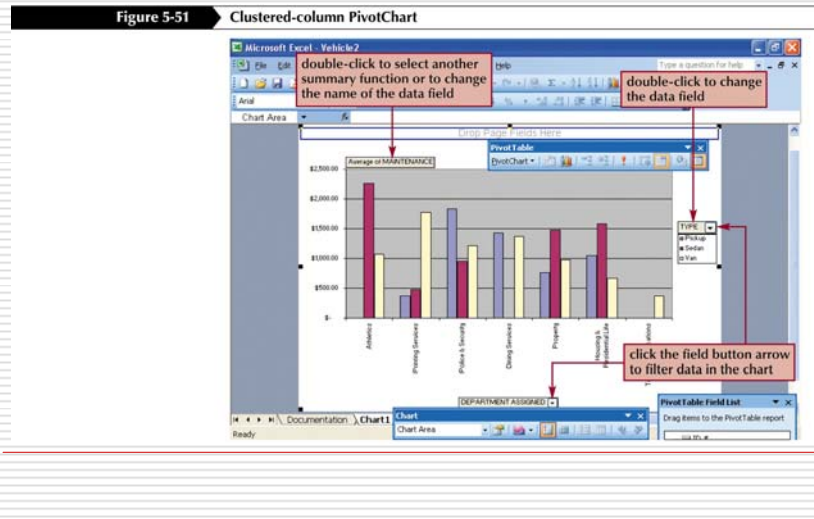 Figure 5-51 Clustered-column PivotChart
Microsoft Excel - Vehicle2
File Edit
Help
Type a question for help
double-click to select another
summary function or to change
the name of the data field
double-click to change
the data field
Arial
Chart Area
fx
Drop Page Fields Here
PivotTable
PivotChart
Average of MAINTENANCE
$2,500.00
$2,000.00
$1,500.00
$1,000.00
$500.00
$-
TYPE
Pickup
Sedan
Van
Athletics
Printing Services
Police & Security
Dining Services
Property
Housing &
Residential Life
click the field button arrow
to filter data in the chart
DEPARTMENT ASSIGNED
PivotTable Field List
Drag items to the PivotTable report
ID #
Documentation Chart1
Chart
Chart Area
Ready